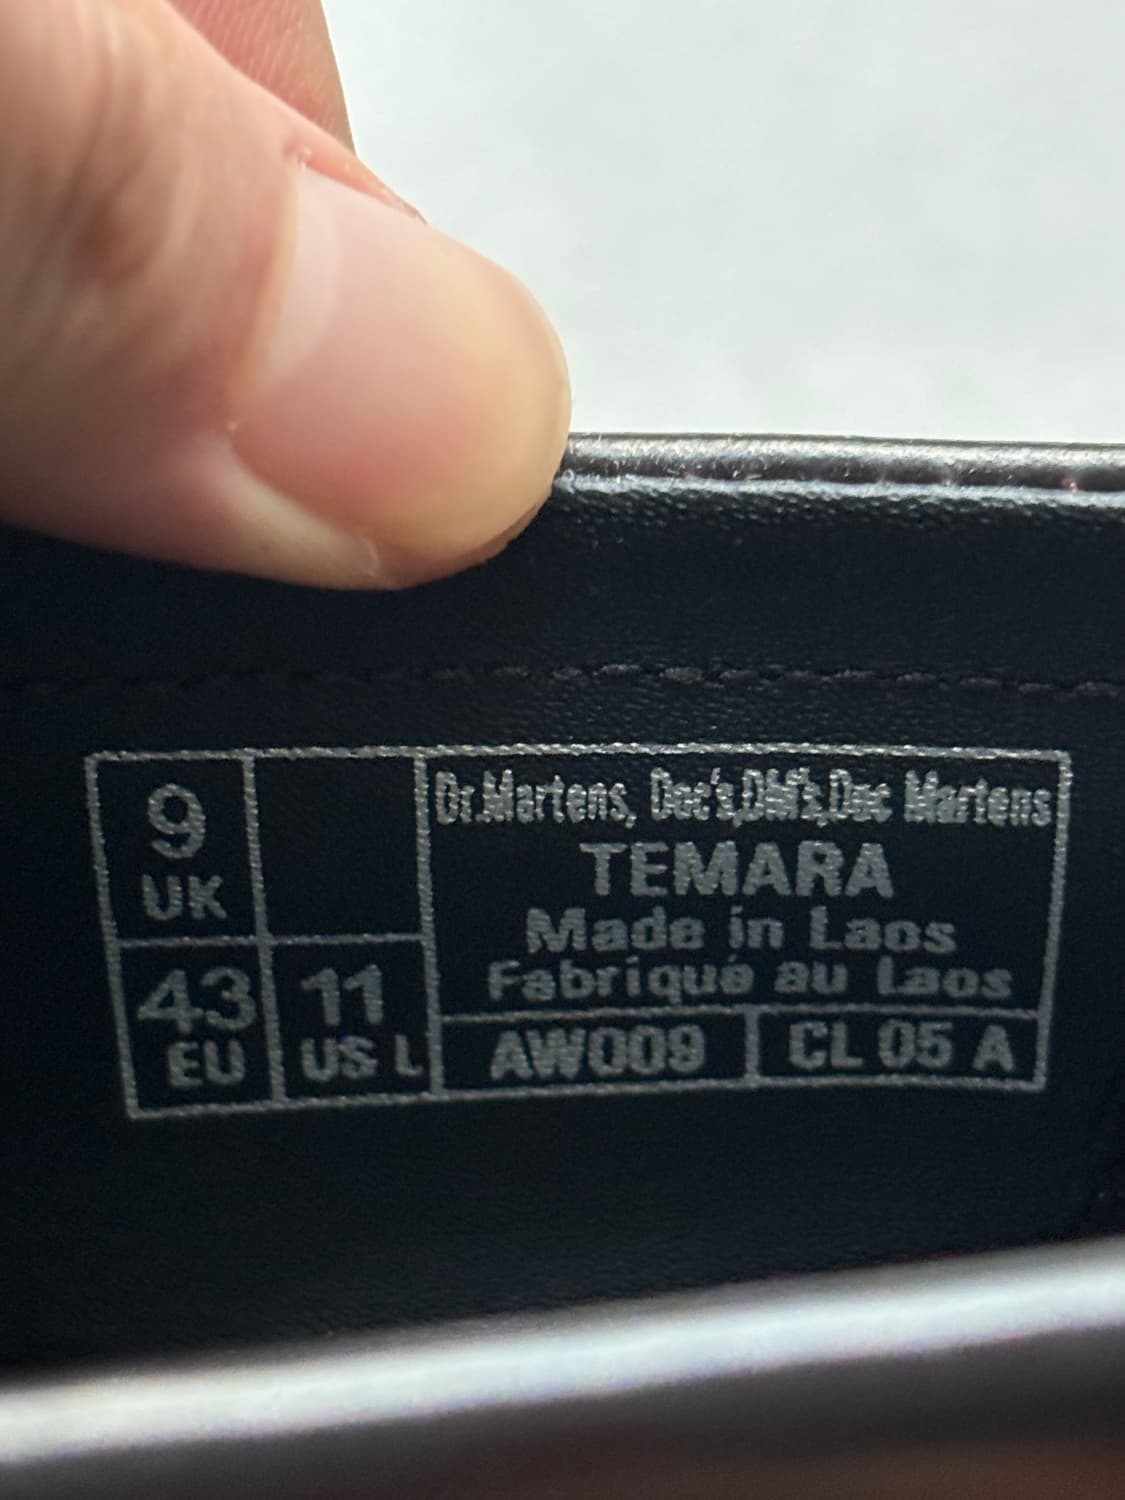 9
UK
43
EU
11
US L
Dr.Martens, Doc's,DM's,Doc Martens
TEMARA
Made in Laos
Fabriqué au Laos
AW009
CL 05 A